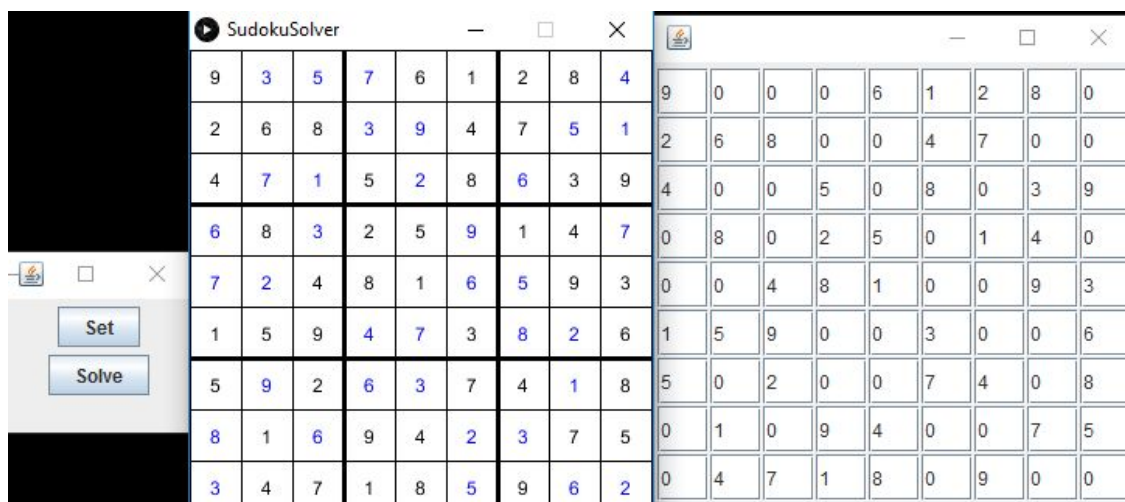 SudokuSolver
9 3 5 7 6 1 2 8 4
2 6 8 3 9 4 7 5 1
4 7 1 5 2 8 6 3 9
6 8 3 2 5 9 1 4 7
7 2 4 8 1 6 5 9 3
1 5 9 4 7 3 8 2 6
5 9 2 6 3 7 4 1 8
8 1 6 9 4 2 3 7 5
3 4 7 1 8 5 9 6 2
9 0 0 0 6 1 2 8 0
2 6 8 0 0 4 7 0 0
4 0 0 5 0 8 0 3 9
0 8 0 2 5 0 1 4 0
0 0 4 8 1 0 0 9 3
1 5 9 0 0 3 0 0 6
5 0 2 0 0 7 4 0 8
0 1 0 9 4 0 0 7 5
0 4 7 1 8 0 9 0 0
Set
Solve